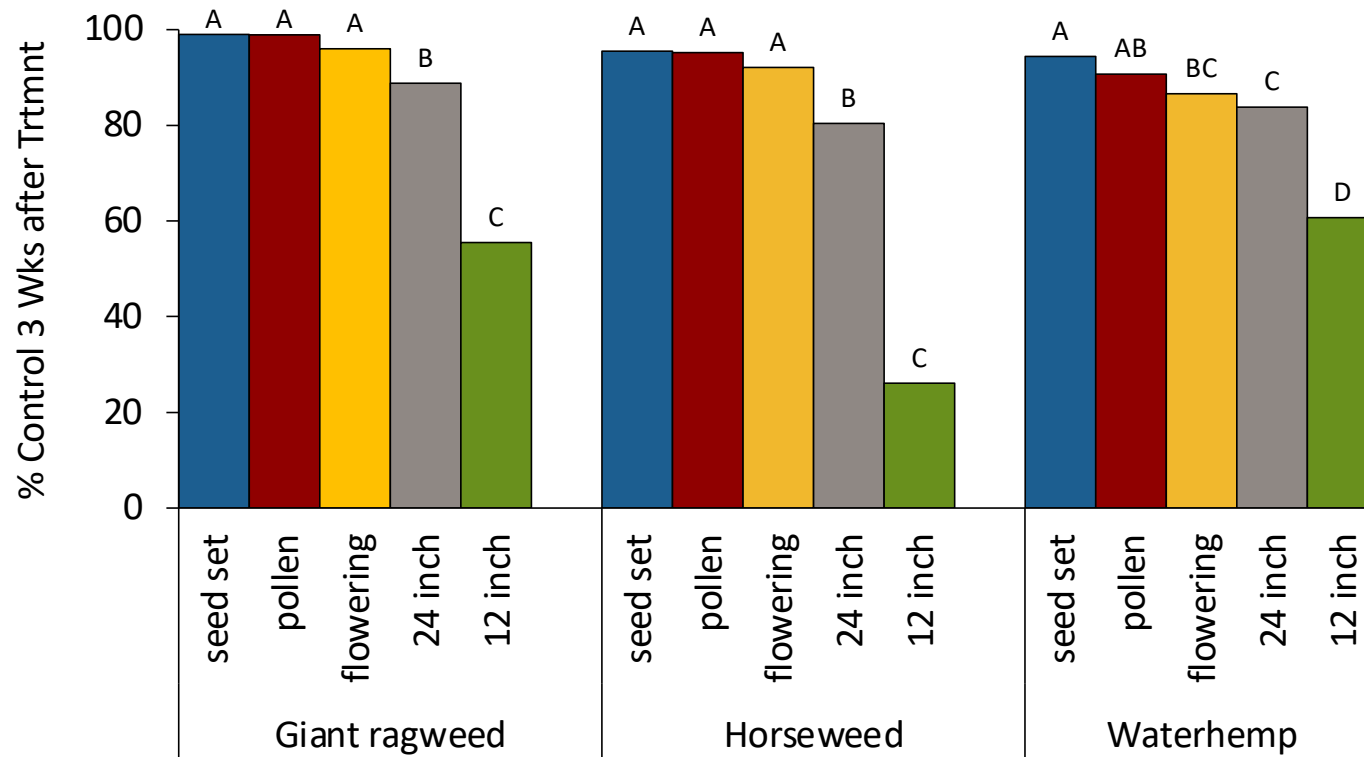 % Control 3 Wks after Trtmnt
100
80
60
40
20
0
A
A
A
B
C
A
A
A
B
C
A
AB
BC
C
D
seed set
pollen
flowering
24 inch
12 inch
seed set
pollen
flowering
24 inch
12 inch
seed set
pollen
flowering
24 inch
12 inch
Giant ragweed
Horseweed
Waterhemp